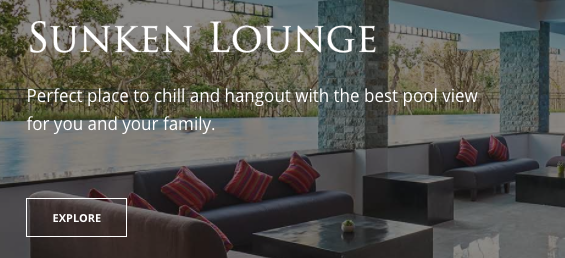 SUNKEN LOUNGE
Perfect place to chill and hangout with the best pool view
for you and your family.
EXPLORE